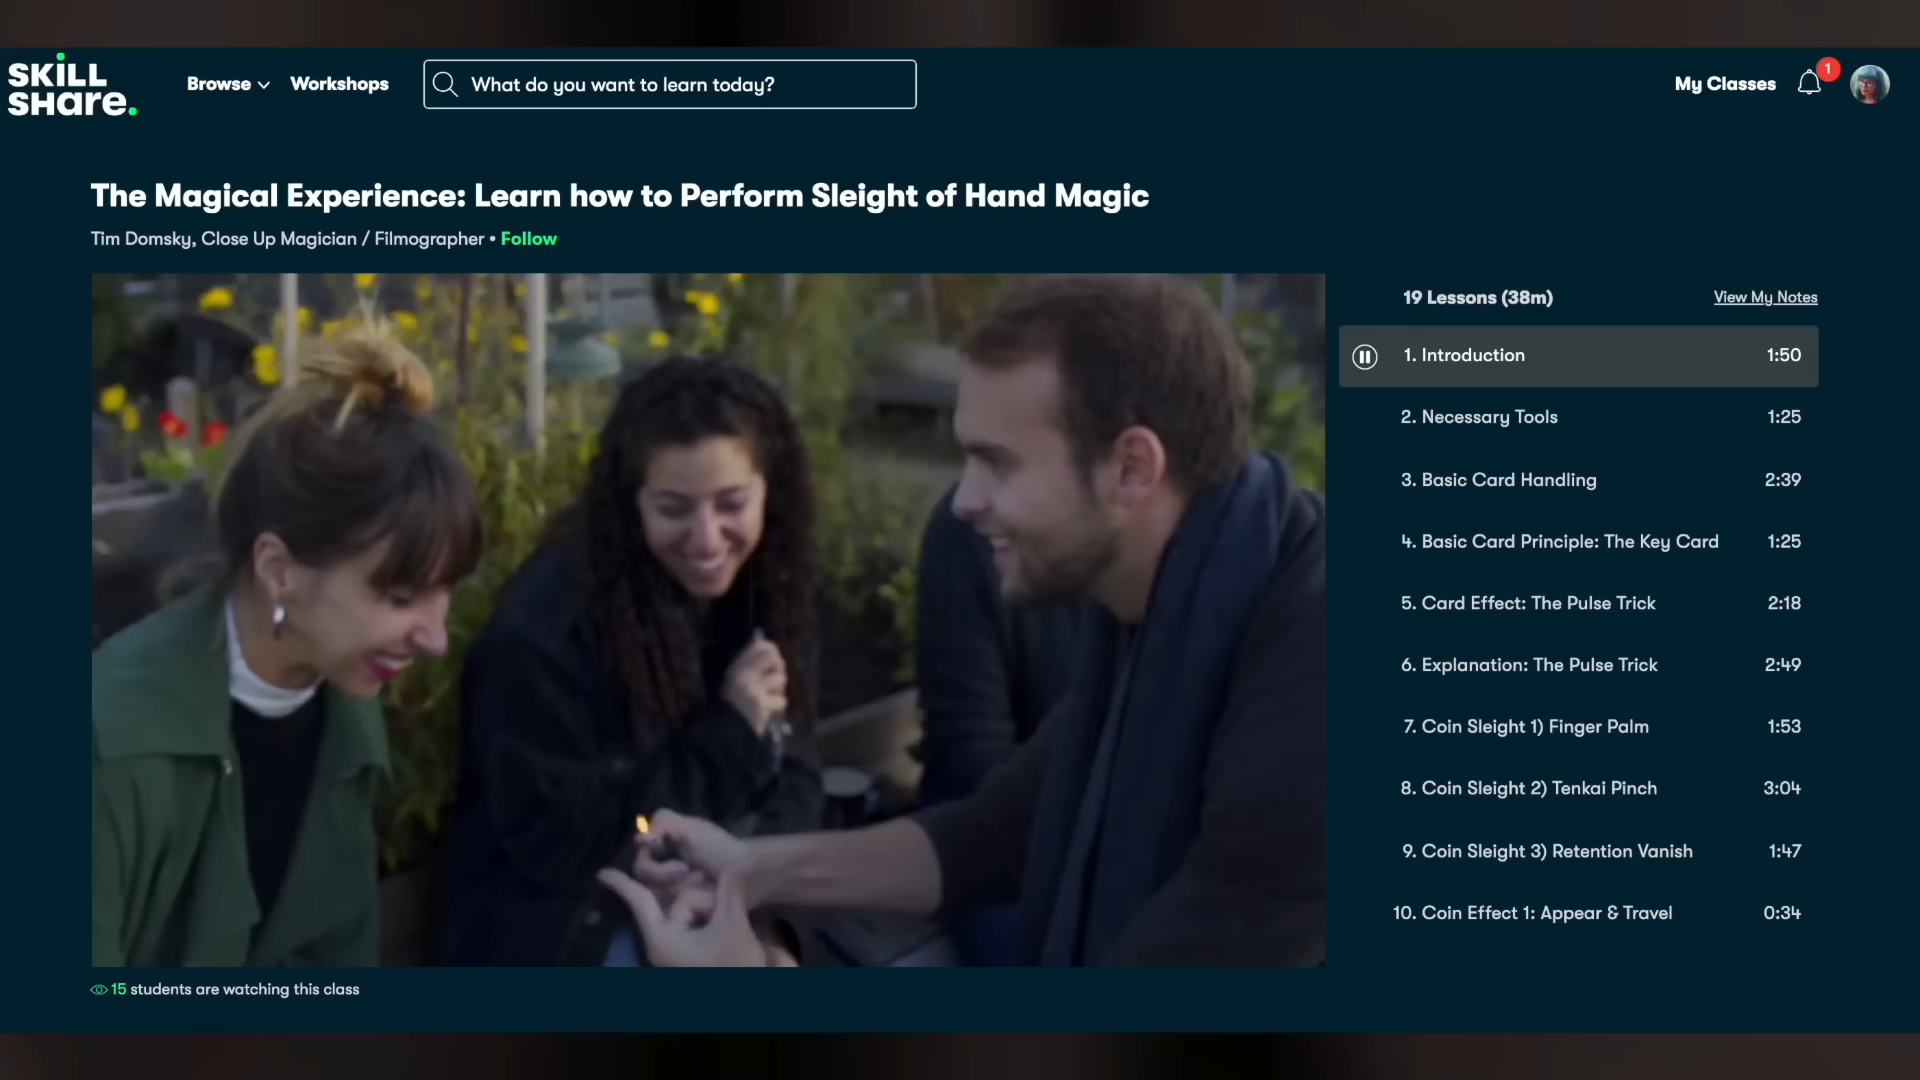 SKiLL
SHare.
Browse
Workshops
What do you want to learn today?
My Classes
1
The Magical Experience: Learn how to Perform Sleight of Hand Magic
Tim Domsky, Close Up Magician / Filmographer • Follow
19 Lessons (38m)
View My Notes
1. Introduction 1:50
2. Necessary Tools 1:25
3. Basic Card Handling 2:39
4. Basic Card Principle: The Key Card 1:25
5. Card Effect: The Pulse Trick 2:18
6. Explanation: The Pulse Trick 2:49
7. Coin Sleight 1) Finger Palm 1:53
8. Coin Sleight 2) Tenkai Pinch 3:04
9. Coin Sleight 3) Retention Vanish 1:47
10. Coin Effect 1: Appear & Travel 0:34
15 students are watching this class